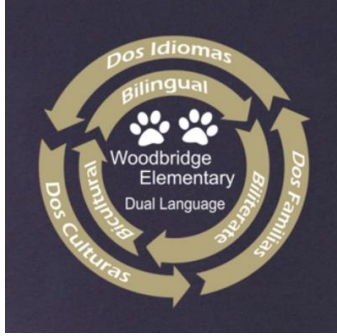 Dos Idiomas
Bilingual
Woodbridge
Elementary
Dual Language
Bicultural
Biliterate
Dos Culturas
Dos Familias